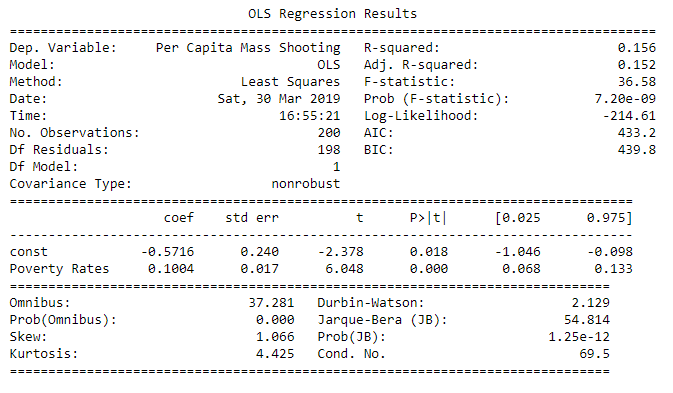 OLS Regression Results
==============================================================================
Dep. Variable: Per Capita Mass Shooting R-squared: 0.156
Model: OLS Adj. R-squared: 0.152
Method: Least Squares F-statistic: 36.58
Date: Sat, 30 Mar 2019 Prob (F-statistic): 7.20e-09
Time: 16:55:21 Log-Likelihood: -214.61
No. Observations: 200 AIC: 433.2
Df Residuals: 198 BIC: 439.8
Df Model: 1
Covariance Type: nonrobust
==============================================================================
coef std err t P>|t| [0.025 0.975]
------------------------------------------------------------------------------
const -0.5716 0.240 -2.378 0.018 -1.046 -0.098
Poverty Rates 0.1004 0.017 6.048 0.000 0.068 0.133
==============================================================================
Omnibus: 37.281 Durbin-Watson: 2.129
Prob(Omnibus): 0.000 Jarque-Bera (JB): 54.814
Skew: 1.066 Prob(JB): 1.25e-12
Kurtosis: 4.425 Cond. No. 69.5
==============================================================================